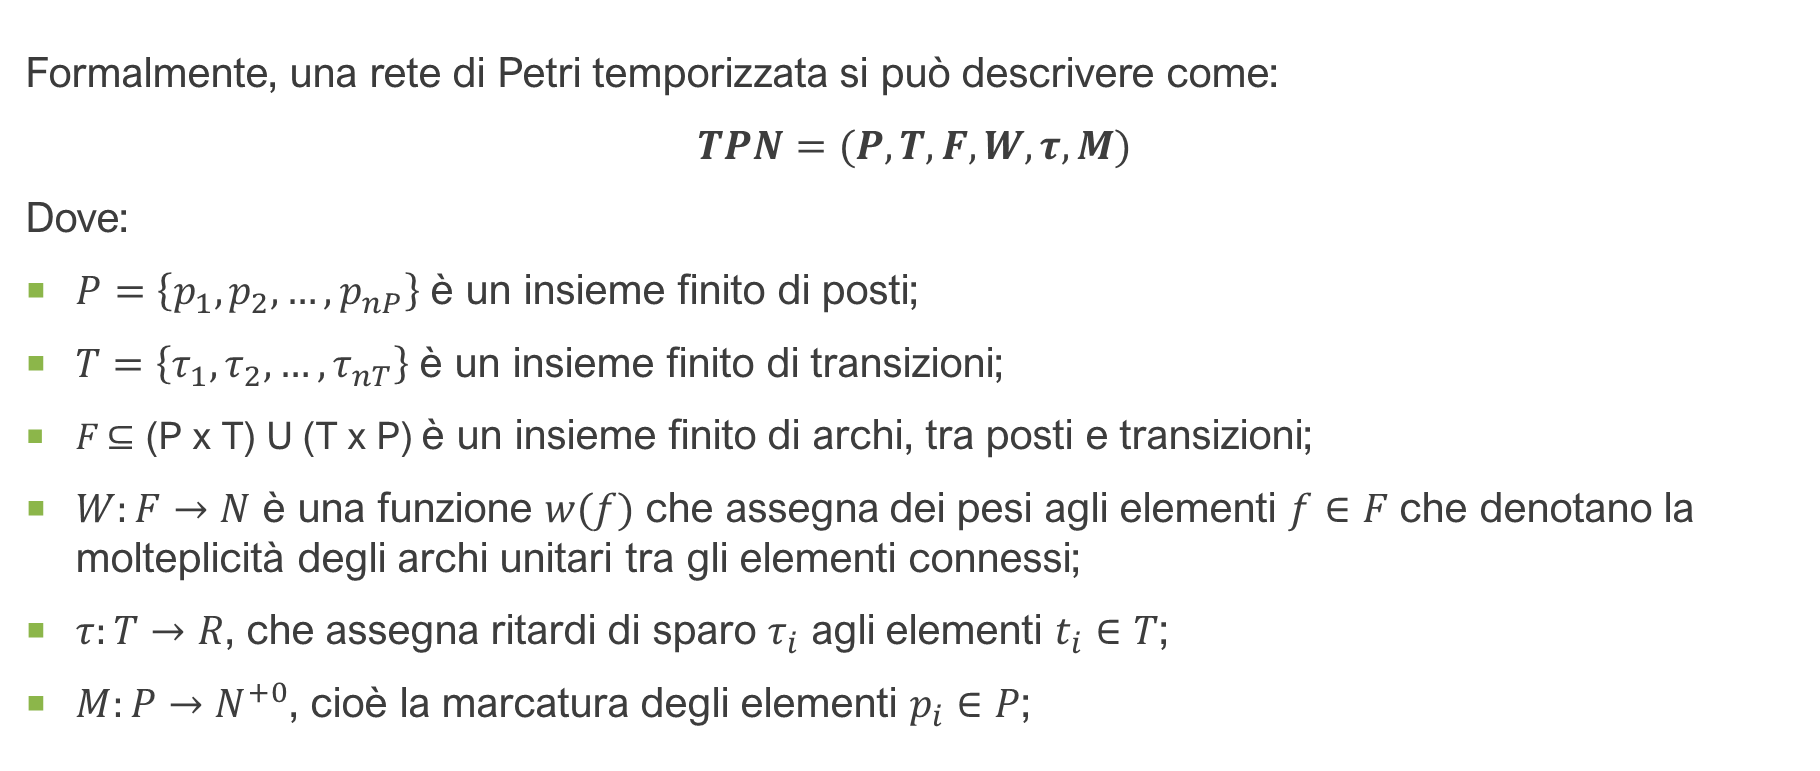 Formalmente, una rete di Petri temporizzata si può descrivere come:
TPN = (P, T, F, W, τ, M)
Dove:
▪ P = {p₁, p₂, … , pₙP} è un insieme finito di posti;
▪ T = {τ₁, τ₂, … , τₙT} è un insieme finito di transizioni;
▪ F ⊆ (P x T) U (T x P) è un insieme finito di archi, tra posti e transizioni;
▪ W: F → N è una funzione w(f) che assegna dei pesi agli elementi f ∈ F che denotano la
molteplicità degli archi unitari tra gli elementi connessi;
▪ τ: T → R, che assegna ritardi di sparo τᵢ agli elementi tᵢ ∈ T;
▪ M: P → N⁺⁰, cioè la marcatura degli elementi pᵢ ∈ P;